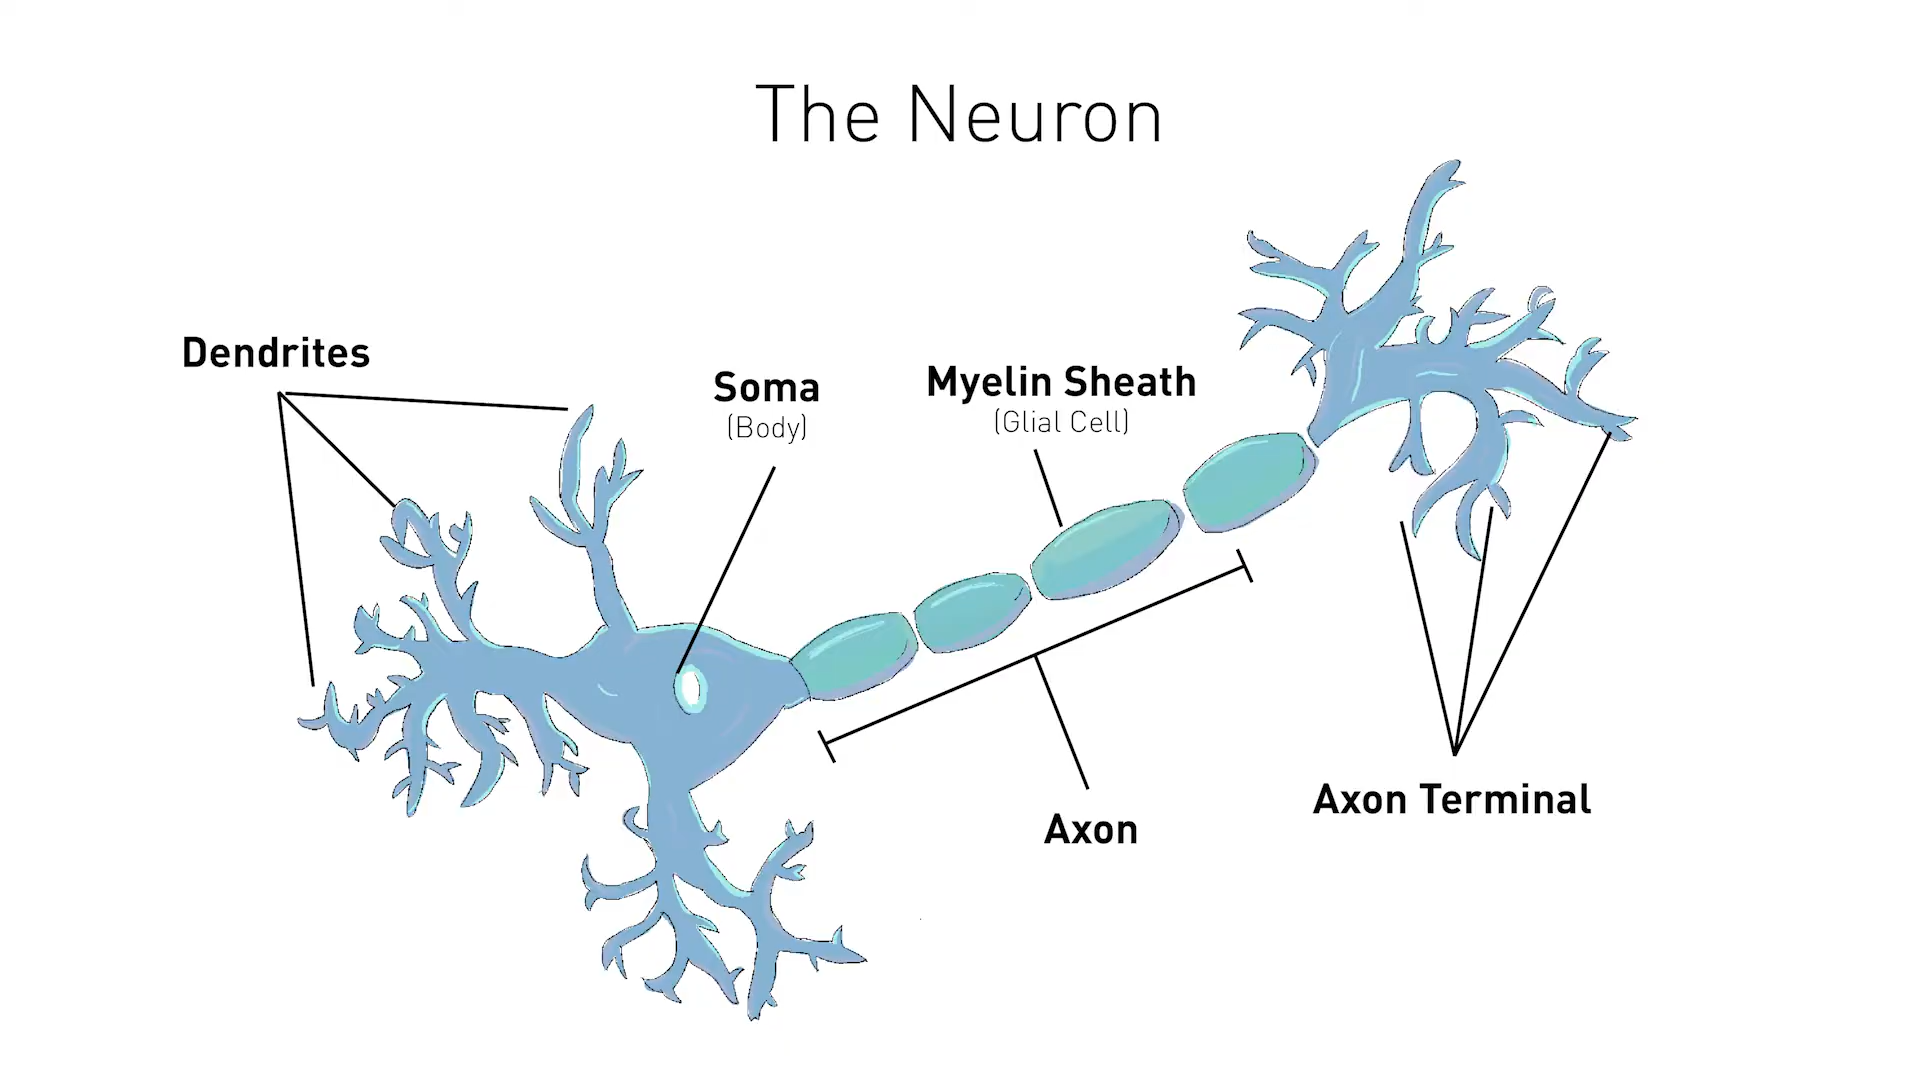 The Neuron
Dendrites
Soma
(Body)
Myelin Sheath
(Glial Cell)
Axon
Axon Terminal